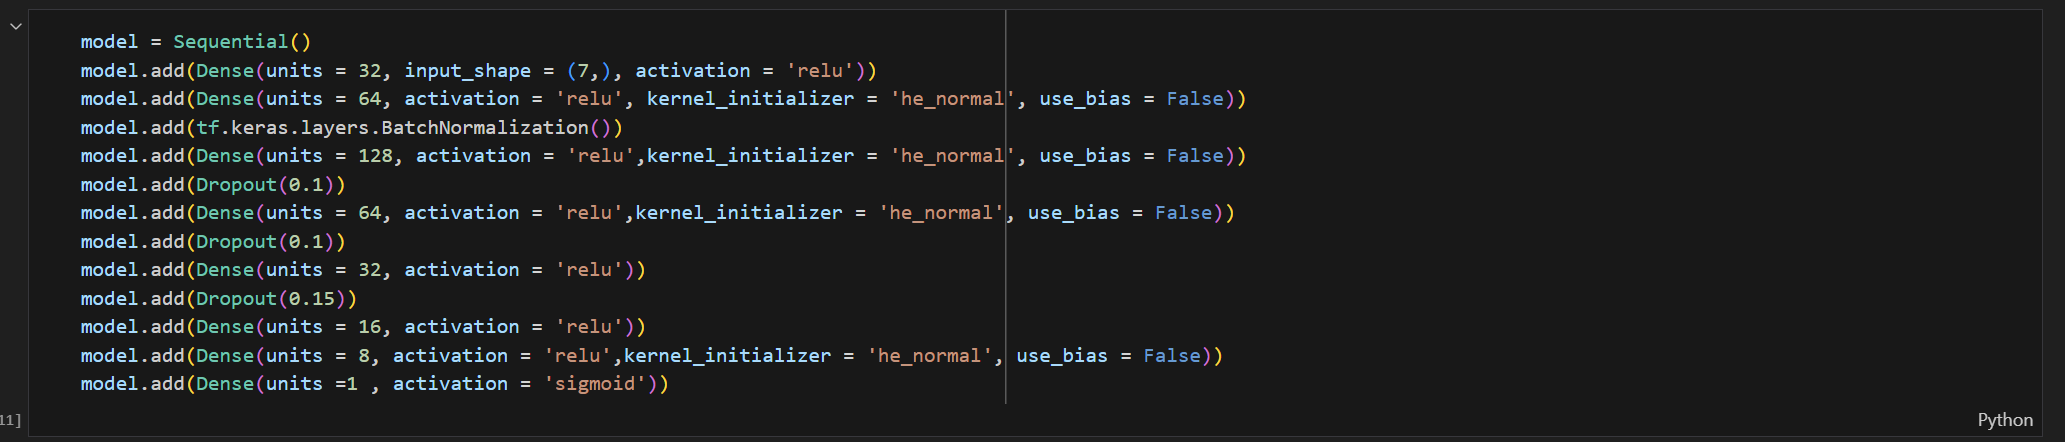 model = Sequential()
model.add(Dense(units = 32, input_shape = (7,), activation = 'relu'))
model.add(Dense(units = 64, activation = 'relu', kernel_initializer = 'he_normal', use_bias = False))
model.add(tf.keras.layers.BatchNormalization())
model.add(Dense(units = 128, activation = 'relu',kernel_initializer = 'he_normal', use_bias = False))
model.add(Dropout(0.1))
model.add(Dense(units = 64, activation = 'relu',kernel_initializer = 'he_normal', use_bias = False))
model.add(Dropout(0.1))
model.add(Dense(units = 32, activation = 'relu'))
model.add(Dropout(0.15))
model.add(Dense(units = 16, activation = 'relu'))
model.add(Dense(units = 8, activation = 'relu',kernel_initializer = 'he_normal', use_bias = False))
model.add(Dense(units =1 , activation = 'sigmoid'))
11]
Python